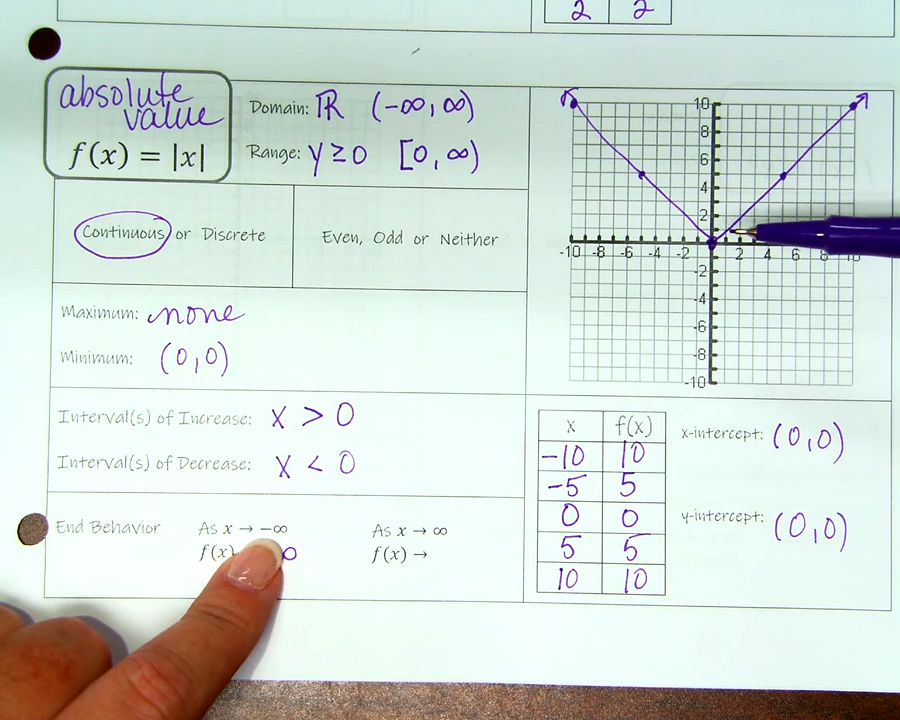 2 2
absolute
value
f(x) = |x|
Domain: ℝ (-∞, ∞)
Range: y ≥ 0 [0, ∞)
Continuous or Discrete
Even, Odd or Neither
Maximum: none
Minimum: (0,0)
Interval(s) of Increase: x > 0
Interval(s) of Decrease: x < 0
End Behavior
As x → -∞
f(x)
As x → ∞
f(x) →
10
8
6
4
2
-10 -8 -6 -4 -2 2 4 6 8 10
-2
-4
-6
-8
-10
x f(x)
-10 10
-5 5
0 0
5 5
10 10
x-intercept: (0,0)
y-intercept: (0,0)